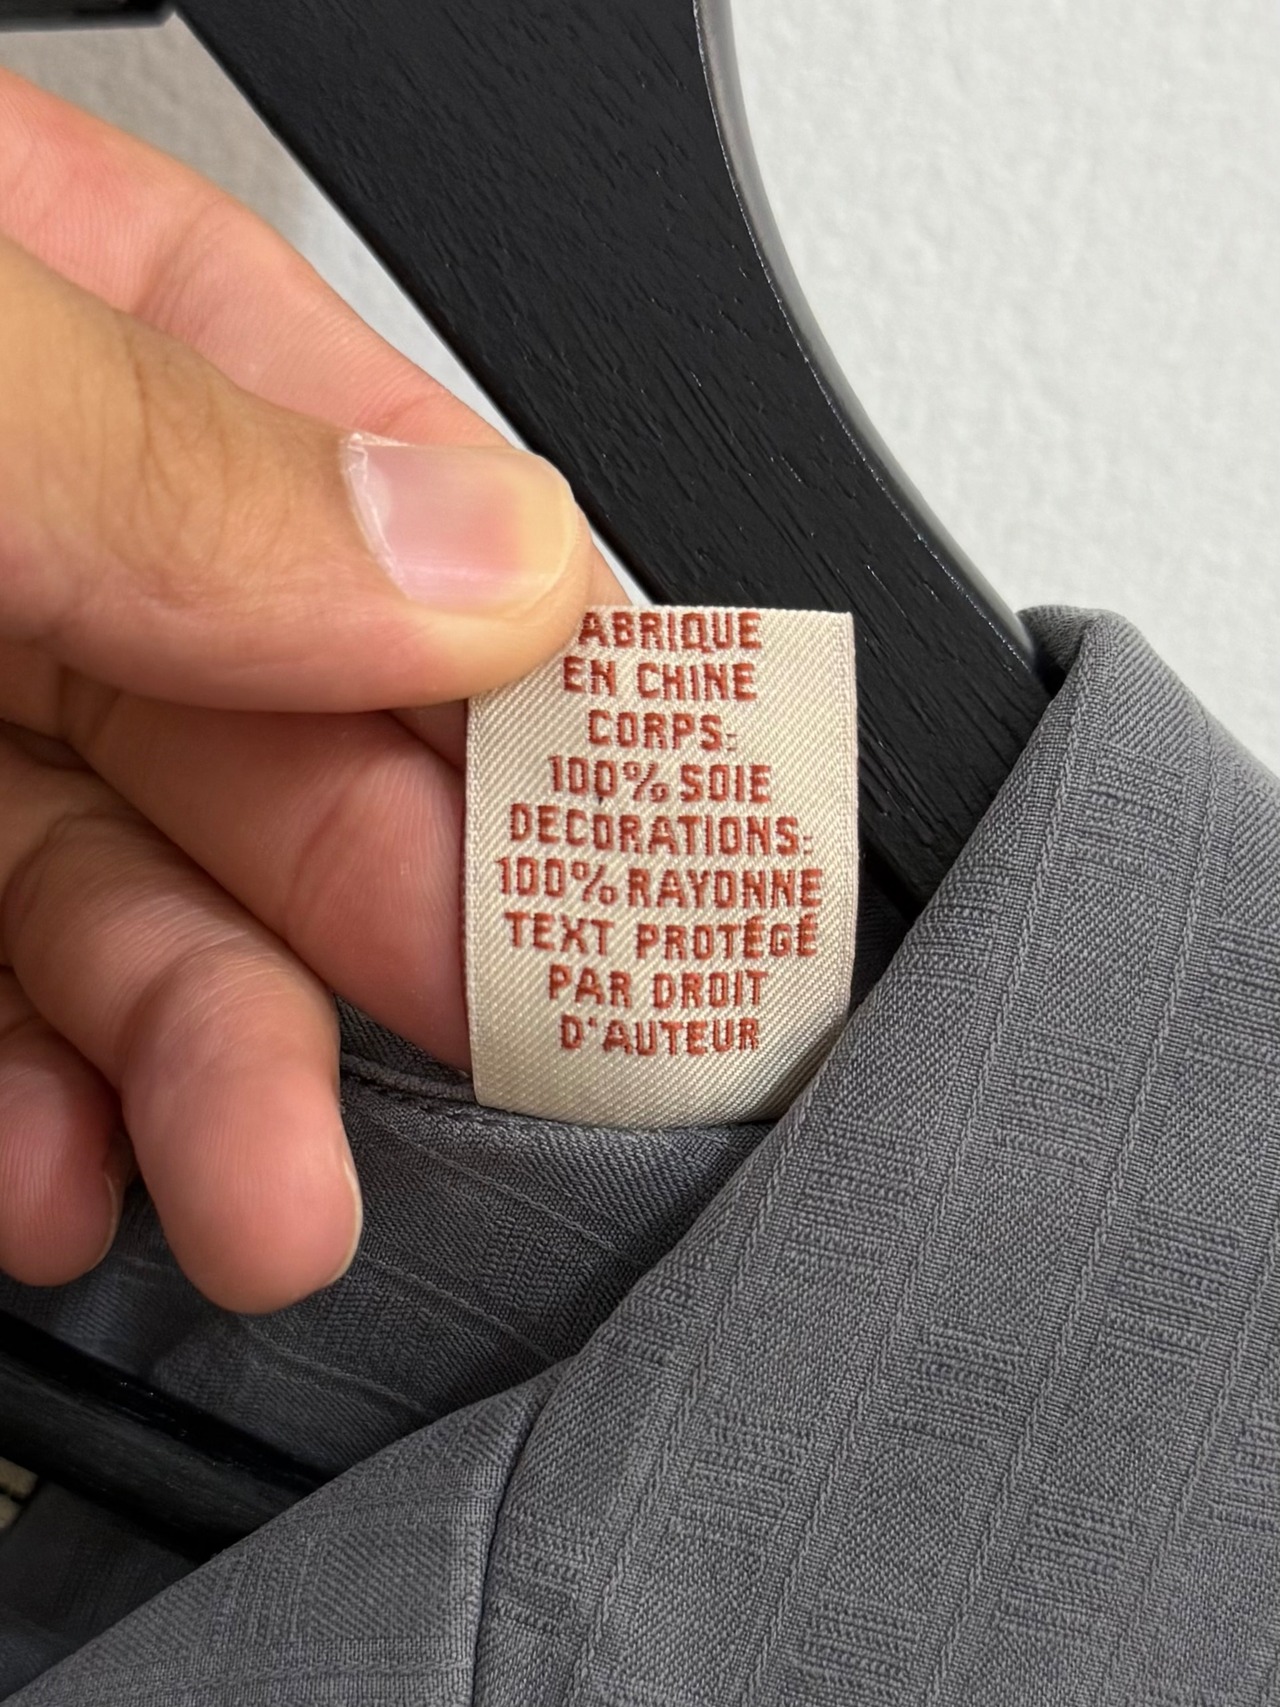 ABRIQUE
EN CHINE
CORPS:
100% SOIE
DECORATIONS:
100% RAYONNE
TEXT PROTÉGÉ
PAR DROIT
D'AUTEUR